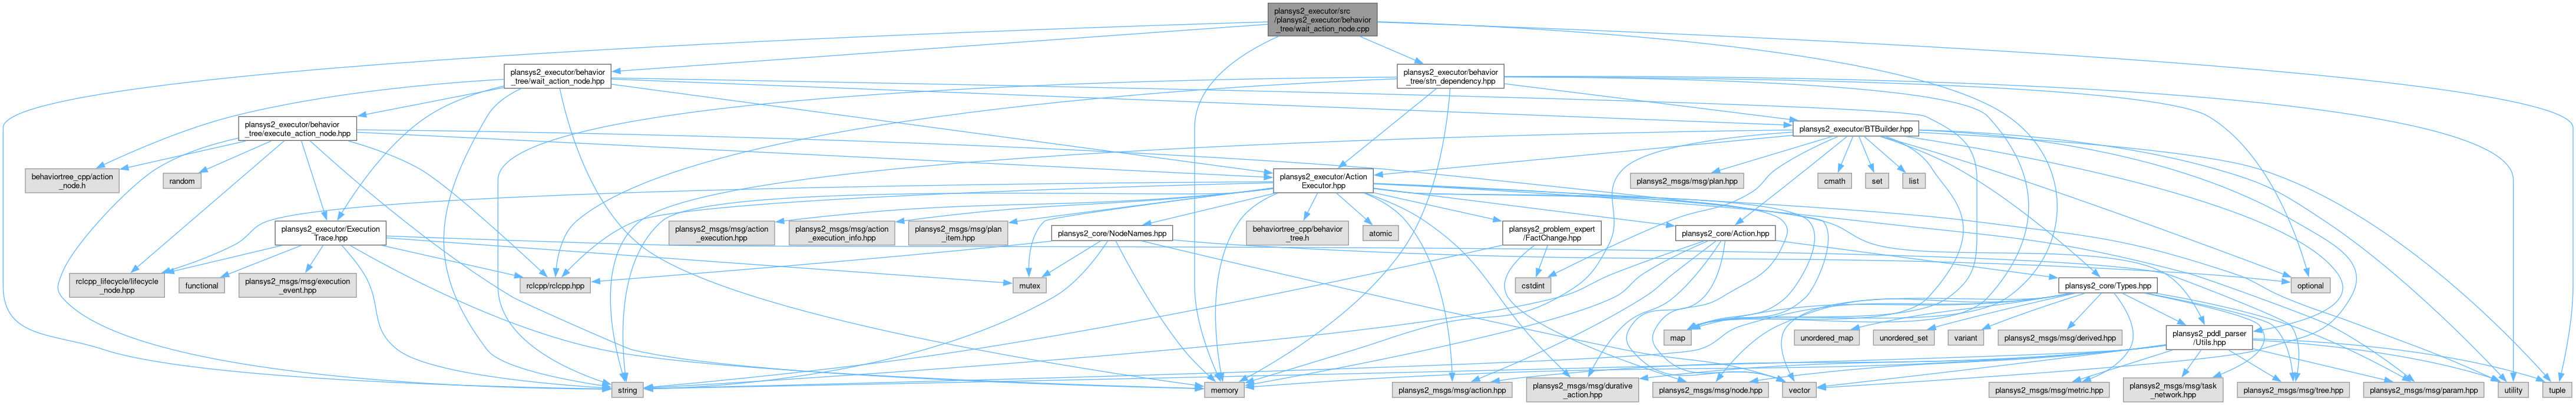 plansys2_executor/src
/plansys2_executor/behavior
_tree/wait_action_node.cpp
plansys2_executor/behavior
_tree/wait_action_node.hpp
plansys2_executor/behavior
_tree/stn_dependency.hpp
plansys2_executor/behavior
_tree/execute_action_node.hpp
plansys2_executor/BTBuilder.hpp
behaviortree_cpp/action
_node.h
random
plansys2_executor/Action
Executor.hpp
plansys2_msgs/msg/plan.hpp
cmath
set
list
plansys2_executor/Execution
Trace.hpp
plansys2_msgs/msg/action
_execution.hpp
plansys2_msgs/msg/action
_execution_info.hpp
plansys2_msgs/msg/plan
_item.hpp
plansys2_core/NodeNames.hpp
behaviortree_cpp/behavior
_tree.h
atomic
plansys2_problem_expert
/FactChange.hpp
plansys2_core/Action.hpp
rclcpp_lifecycle/lifecycle
_node.hpp
functional
plansys2_msgs/msg/execution
_event.hpp
rclcpp/rclcpp.hpp
mutex
cstdint
plansys2_core/Types.hpp
optional
map
unordered_map
unordered_set
variant
plansys2_msgs/msg/derived.hpp
plansys2_pddl_parser
/Utils.hpp
string
memory
plansys2_msgs/msg/action.hpp
plansys2_msgs/msg/durative
_action.hpp
plansys2_msgs/msg/node.hpp
vector
plansys2_msgs/msg/metric.hpp
plansys2_msgs/msg/task
_network.hpp
plansys2_msgs/msg/tree.hpp
plansys2_msgs/msg/param.hpp
utility
tuple